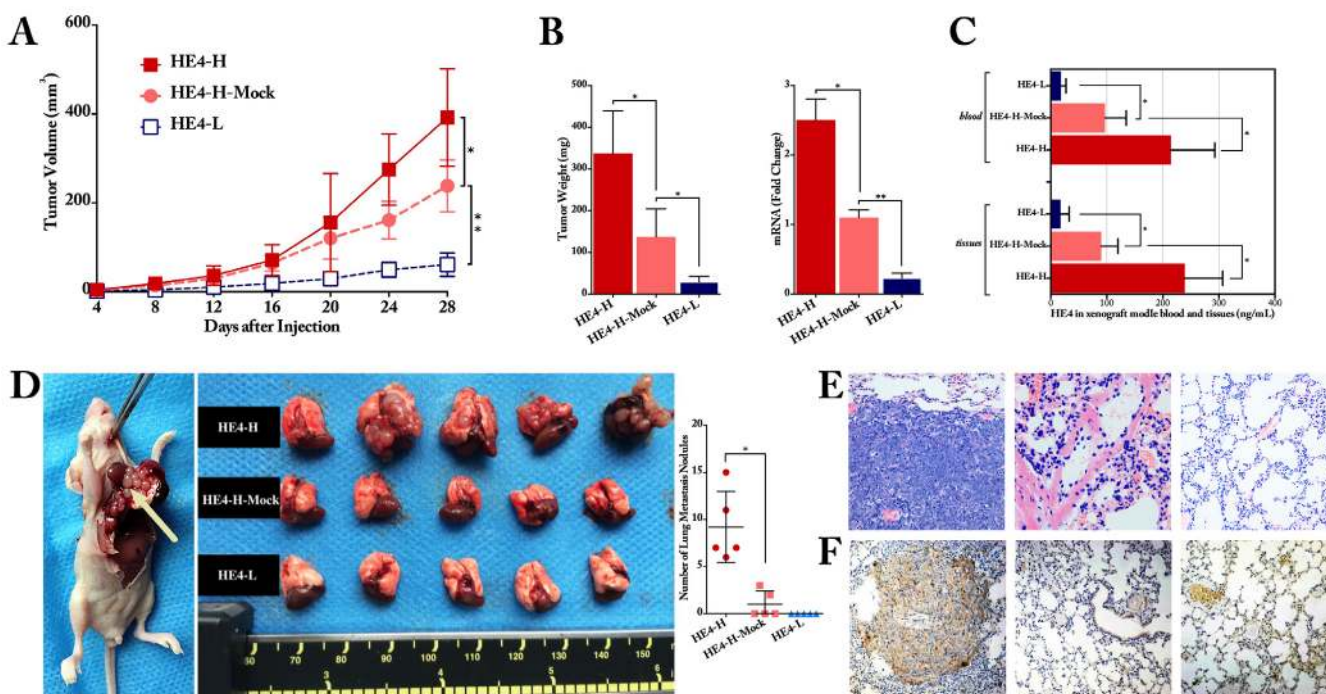 A
Tumor Volume (mm³)
600
400
200
0
HE4-H
HE4-H-Mock
HE4-L
*
**
4 8 12 16 20 24 28
Days after Injection
B
Tumor Weight (mg)
500
400
300
200
100
0
*
*
HE4-H
HE4-H-Mock
HE4-L
mRNA (Fold Change)
3
2
1
0
*
**
HE4-H
HE4-H-Mock
HE4-L
C
blood
HE4-L
HE4-H-Mock
HE4-H
*
*
tissues
HE4-L
HE4-H-Mock
HE4-H
*
*
0 100 200 300 400
HE4 in xenograft modle blood and tissues (ng/mL)
D
HE4-H
HE4-H-Mock
HE4-L
60 70 80 90 100 110 120 130 140 150
3 4 5 6
Number of Lung Metastasis Nodules
20
15
10
5
0
*
HE4-H
HE4-H-Mock
HE4-L
E
F